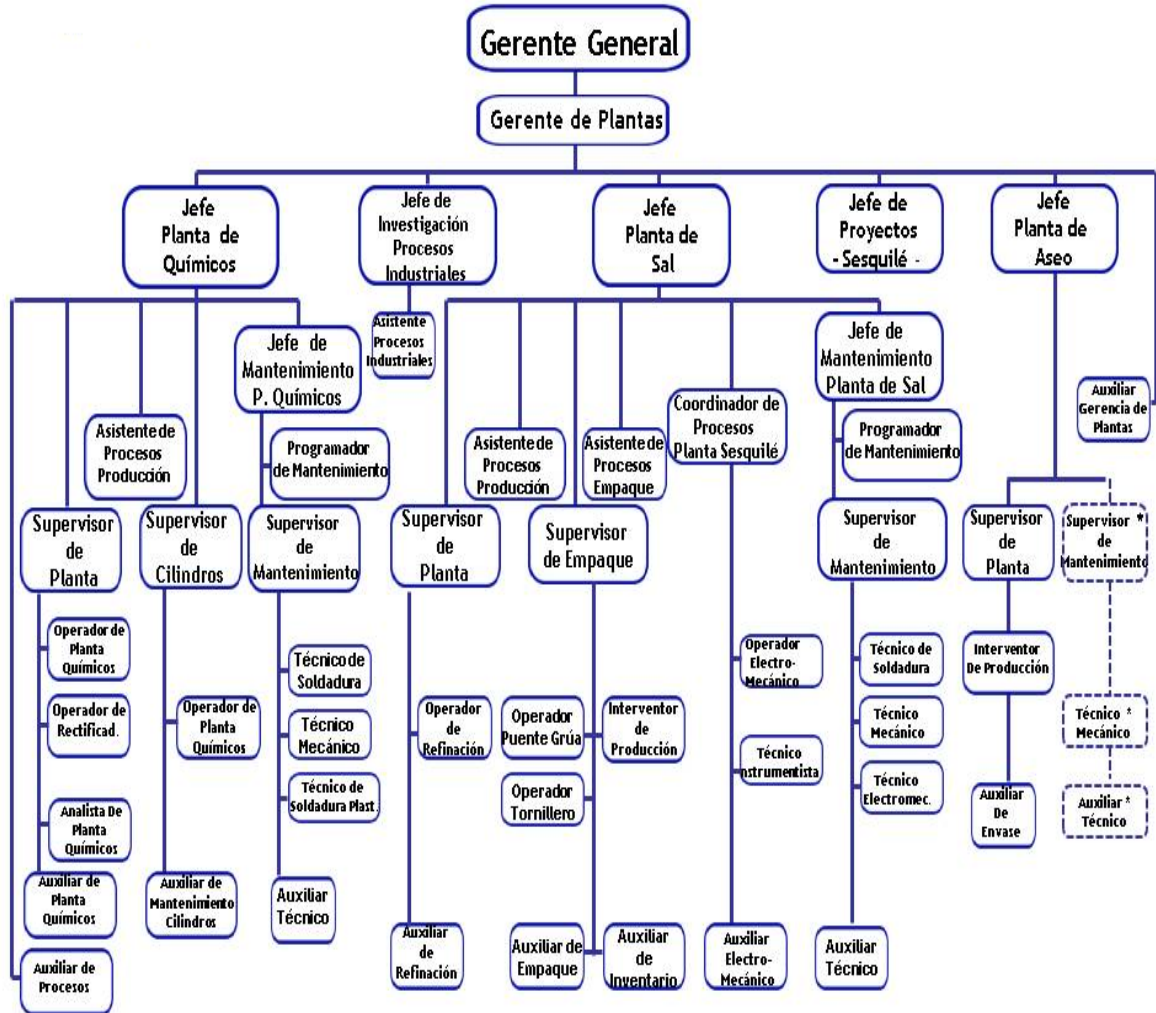 Gerente General
Gerente de Plantas
Jefe
Planta de
Químicos
Jefe de
Investigación
Procesos
Industriales
Jefe
Planta de
Sal
Jefe de
Proyectos
- Sesquilé -
Jefe
Planta de
Aseo
Asistente
Procesos
Industriales
Jefe de
Mantenimiento
P. Químicos
Jefe de
Mantenimiento
Planta de Sal
Auxiliar
Gerencia de
Plantas
Asistente de
Procesos
Producción
Programador
de Mantenimiento
Asistente de
Procesos
Producción
Asistente de
Procesos
Empaque
Coordinador de
Procesos
Planta Sesquilé
Programador
de Mantenimiento
Supervisor
de
Planta
Supervisor
de
Cilindros
Supervisor
de
Mantenimiento
Supervisor
de
Planta
Supervisor
de Empaque
Supervisor
de
Mantenimiento
Supervisor
de
Planta
Supervisor *
de
Mantenimiento
Operador de
Planta
Químicos
Técnico de
Soldadura
Operador
Electro-
Mecánico
Técnico de
Soldadura
Interventor
De Producción
Operador de
Rectificad.
Operador de
Planta
Químicos
Técnico
Mecánico
Operador
de
Refinación
Operador
Puente Grúa
Interventor
de
Producción
Técnico
Mecánico
Técnico *
Mecánico
Técnico de
Soldadura Plast.
Operador
Tornillero
Técnico
Instrumentista
Técnico
Electromec.
Analista De
Planta
Químicos
Auxiliar
De
Envase
Auxiliar *
Técnico
Auxiliar de
Planta
Químicos
Auxiliar de
Mantenimiento
Cilindros
Auxiliar
Técnico
Auxiliar
de
Refinación
Auxiliar de
Empaque
Auxiliar
de
Inventario
Auxiliar
Electro-
Mecánico
Auxiliar
Técnico
Auxiliar de
Procesos